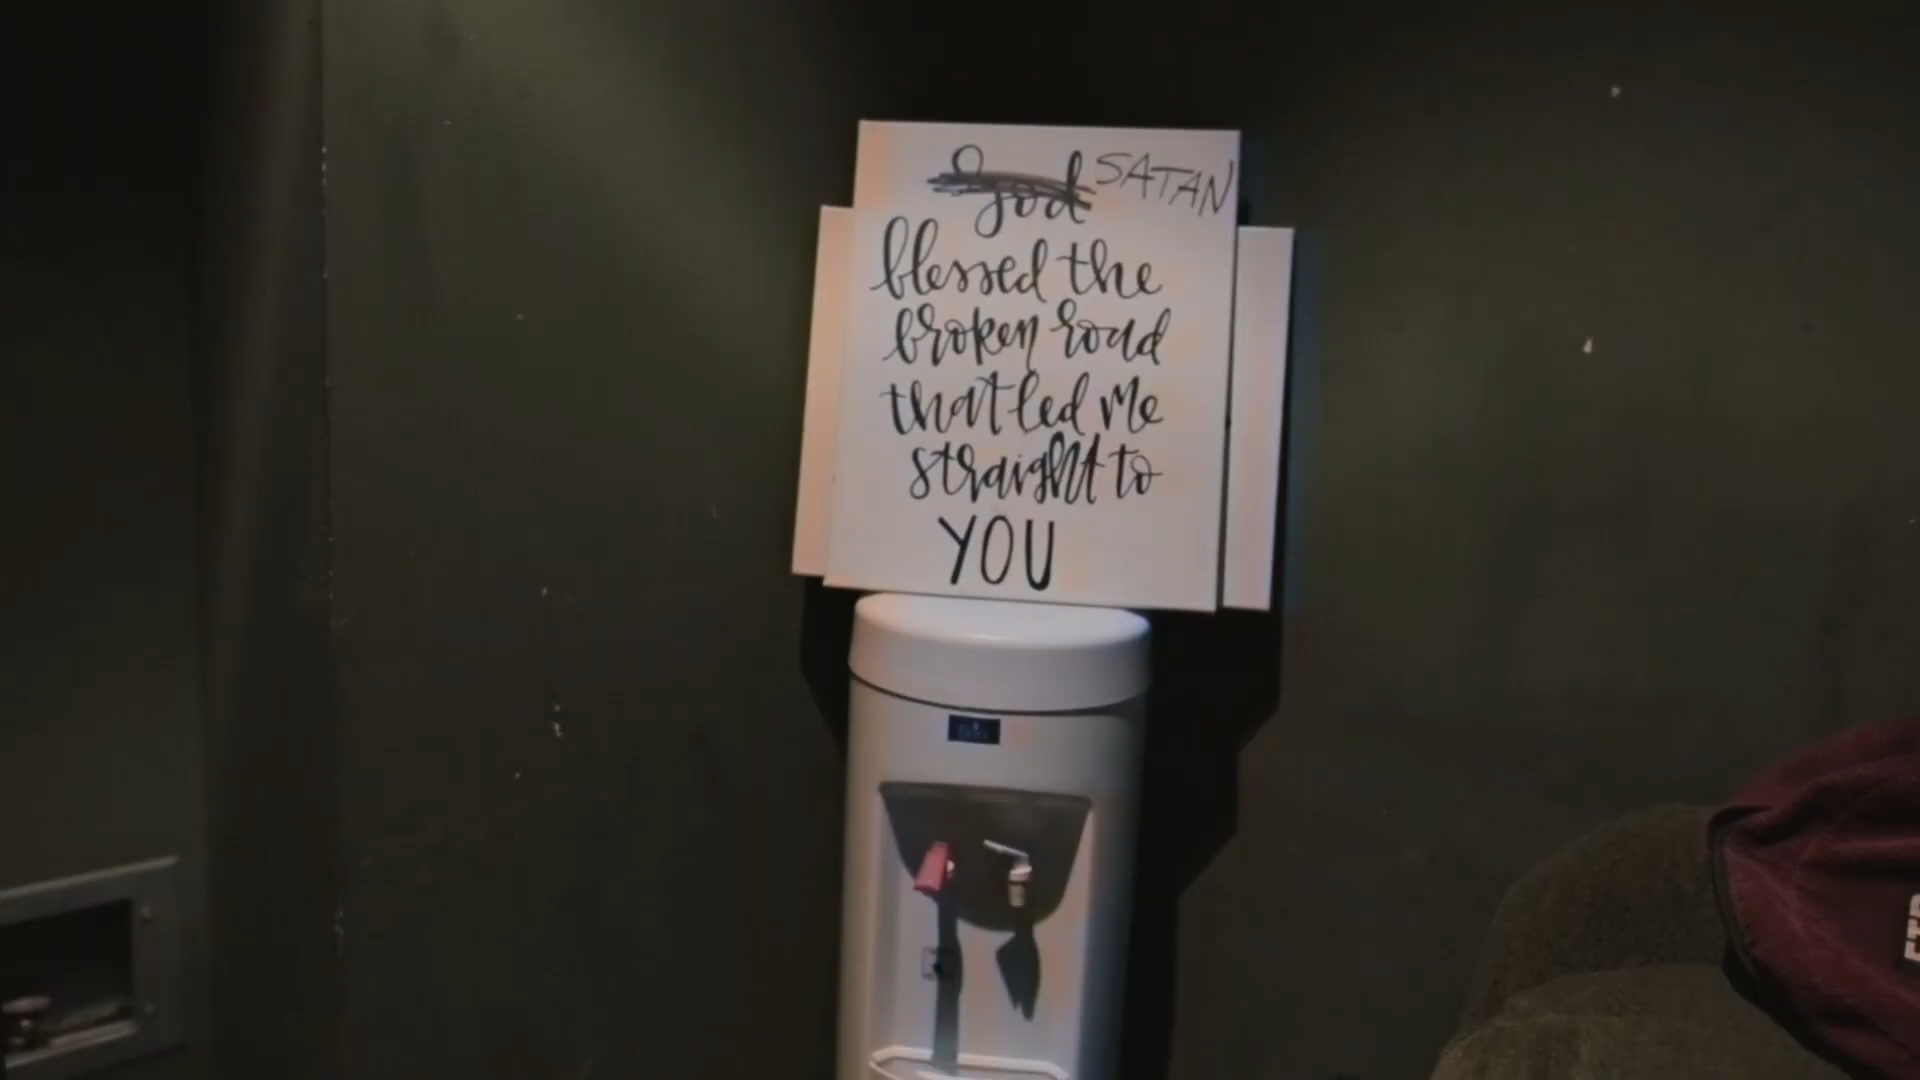 God SATAN
blessed the
broken road
that led me
straight to
YOU